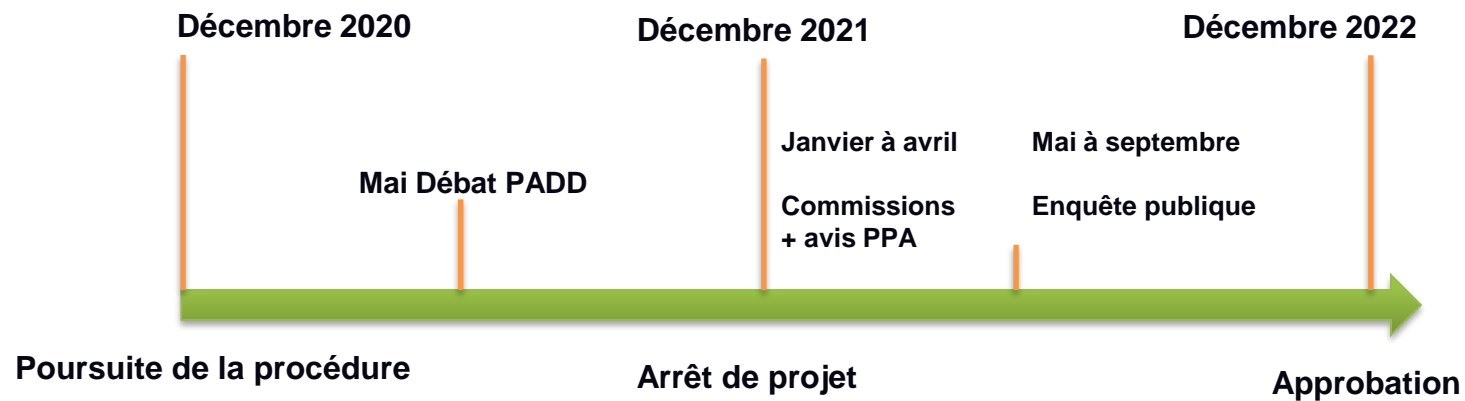 Décembre 2020
Décembre 2021
Décembre 2022
Janvier à avril
Mai à septembre
Mai Débat PADD
Commissions
+ avis PPA
Enquête publique
Poursuite de la procédure
Arrêt de projet
Approbation